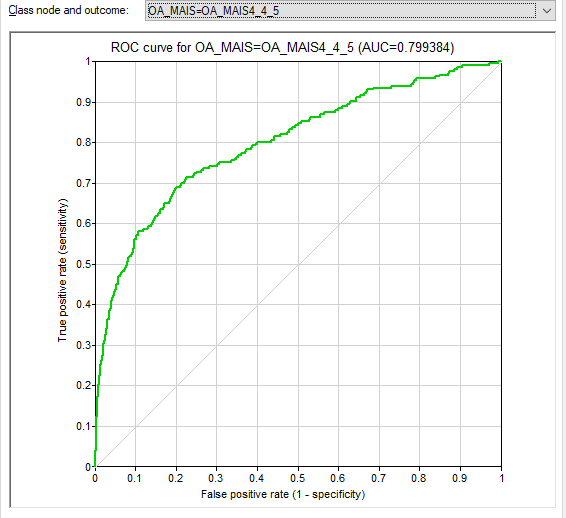 Class node and outcome: OA_MAIS=OA_MAIS4_4_5
ROC curve for OA_MAIS=OA_MAIS4_4_5 (AUC=0.799384)
1
0.9
0.8
0.7
0.6
0.5
0.4
0.3
0.2
0.1
0
True positive rate (sensitivity)
0 0.1 0.2 0.3 0.4 0.5 0.6 0.7 0.8 0.9 1
False positive rate (1 - specificity)